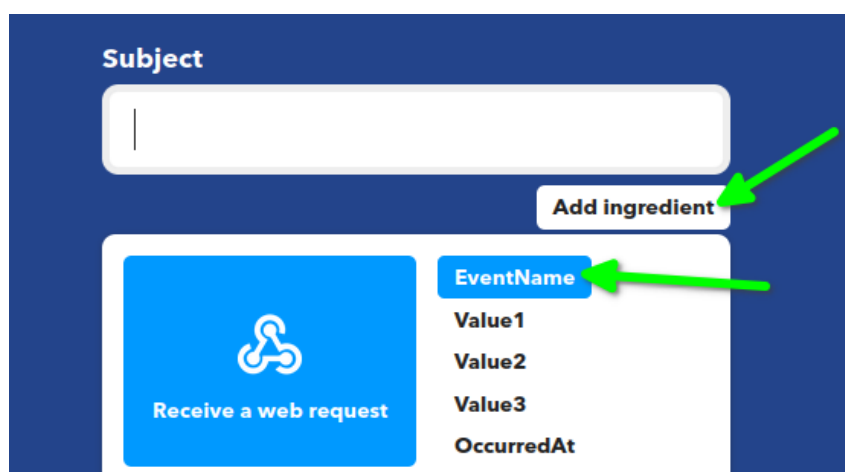 Subject
Add ingredient
EventName
Value1
Value2
Receive a web request
Value3
OccurredAt